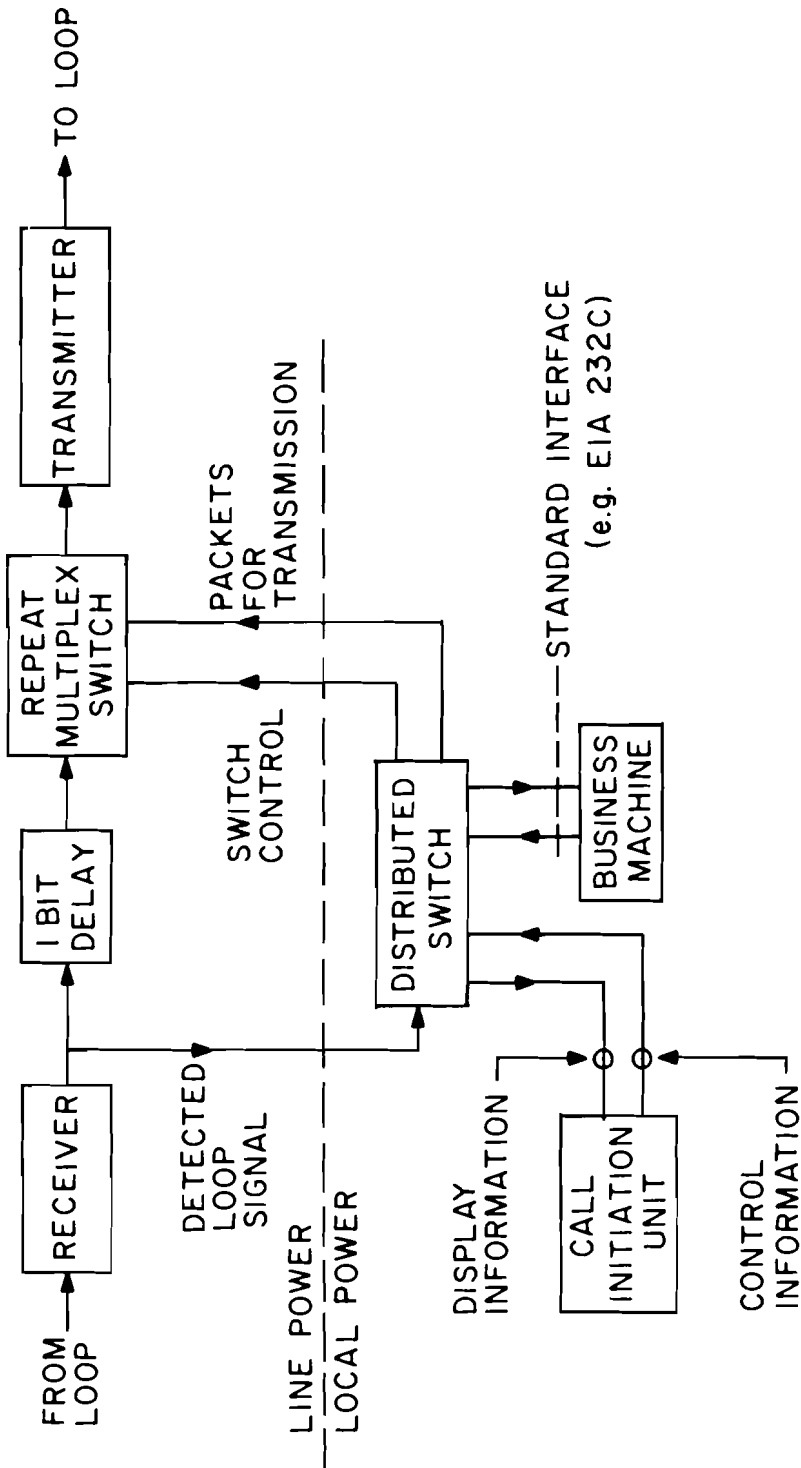 FROM
LOOP
RECEIVER
1 BIT
DELAY
REPEAT
MULTIPLEX
SWITCH
TRANSMITTER
TO LOOP
DETECTED
LOOP
SIGNAL
SWITCH
CONTROL
PACKETS
FOR
TRANSMISSION
LINE POWER
LOCAL POWER
DISTRIBUTED
SWITCH
DISPLAY
INFORMATION
STANDARD INTERFACE
(e.g. EIA 232C)
CALL
INITIATION
UNIT
BUSINESS
MACHINE
CONTROL
INFORMATION